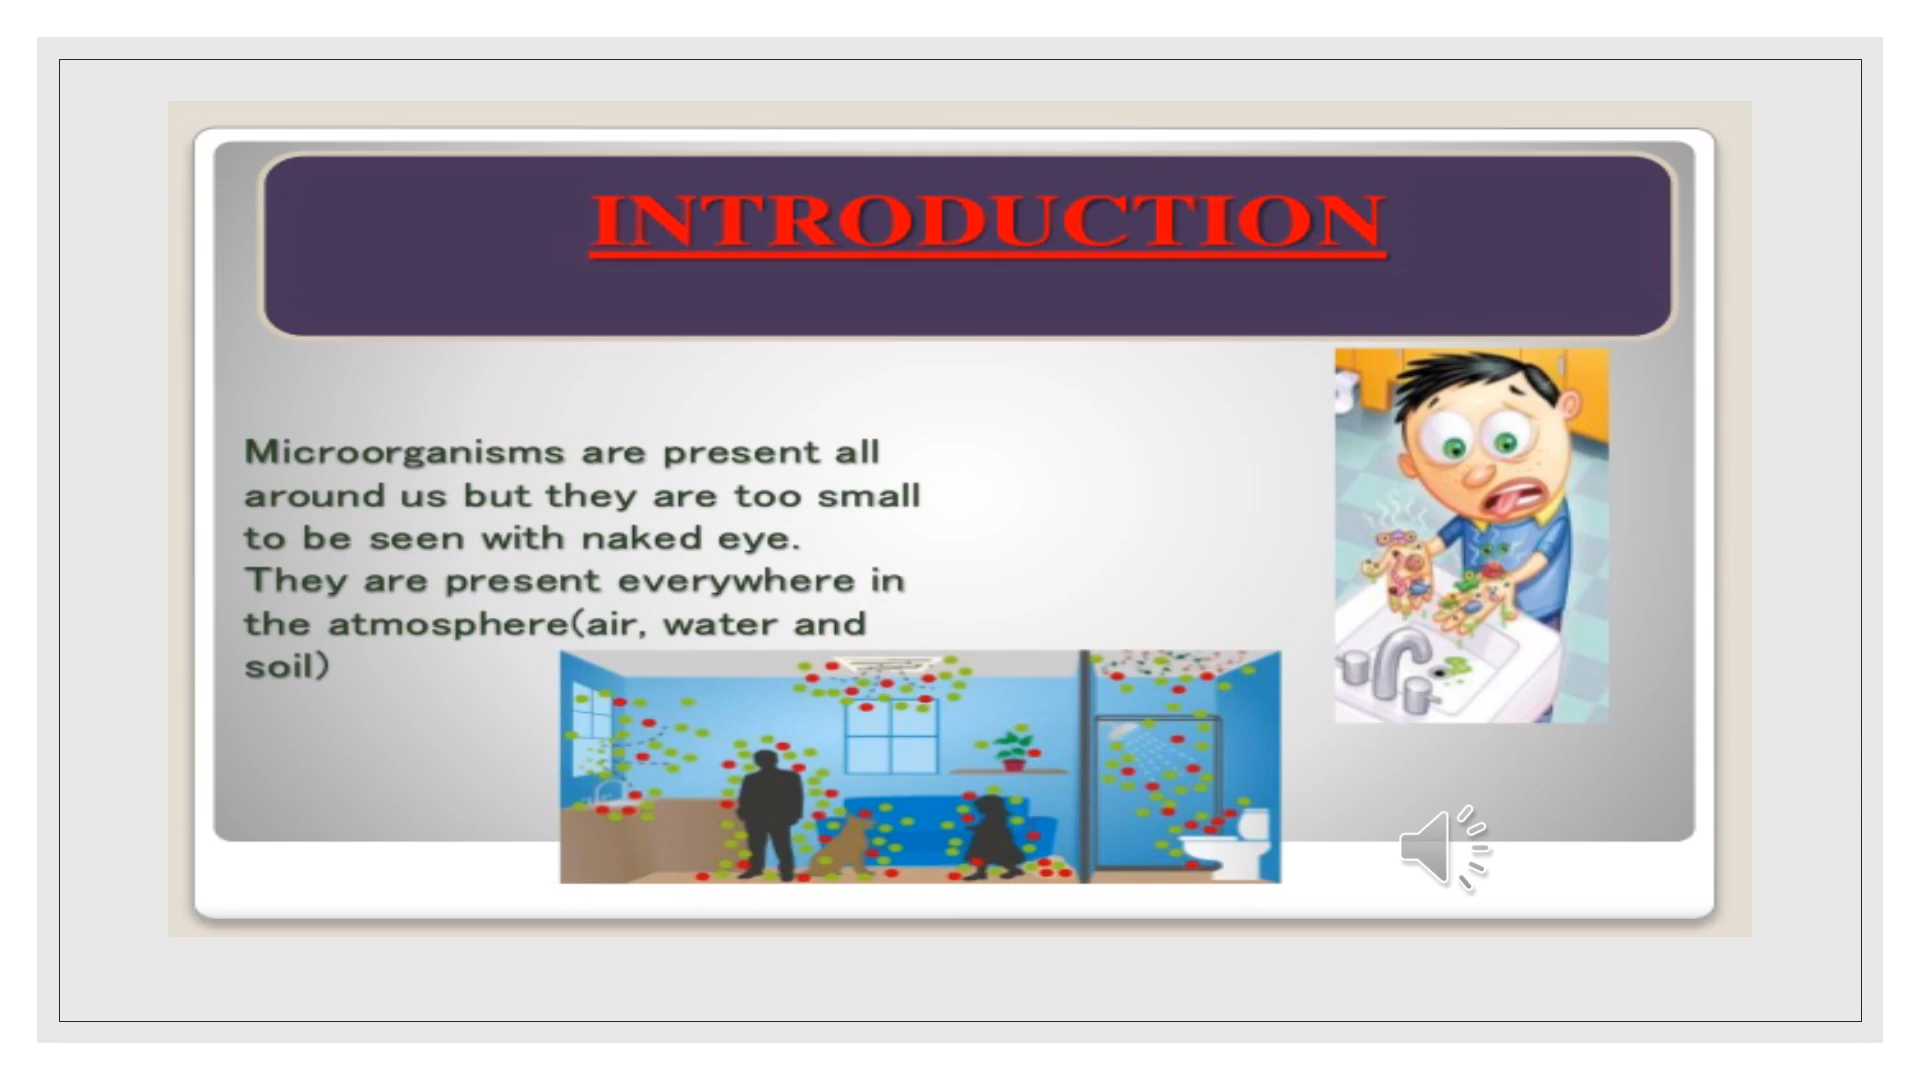 INTRODUCTION
Microorganisms are present all
around us but they are too small
to be seen with naked eye.
They are present everywhere in
the atmosphere(air, water and
soil)